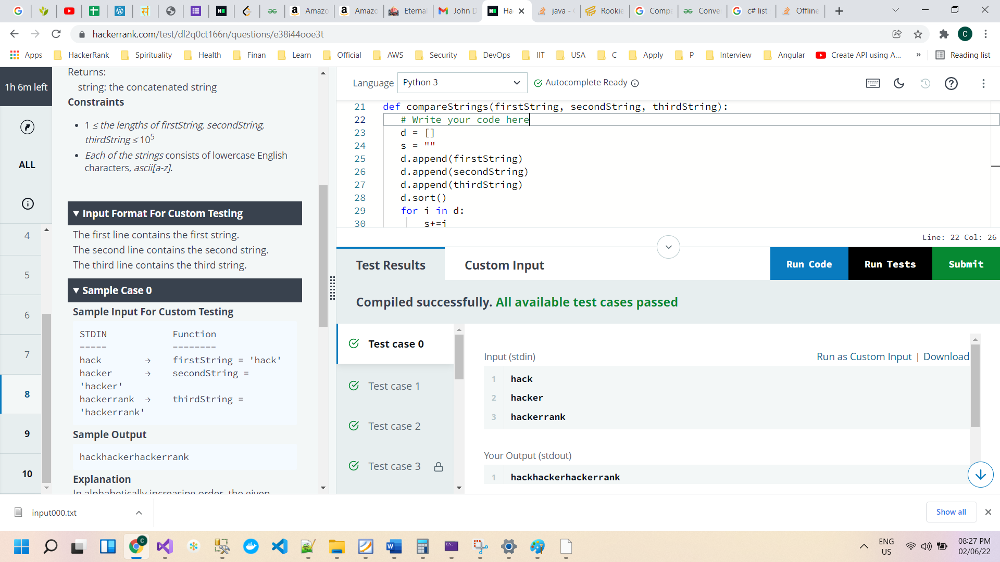 Amazo
Amazo
Eternal
John D
Ha
java -
Rookie
Compa
Conver
c# list
Offline
hackerrank.com/test/dl2q0ct166n/questions/e38i44ooe3t
C
Apps
HackerRank
Spirituality
Health
Finan
Learn
Official
AWS
Security
DevOps
IIT
USA
C
Apply
P
Interview
Angular
Create API using A...
»
Reading list
1h 6m left
ALL
4
5
6
7
8
9
10
Returns:
string: the concatenated string
Constraints
• 1 ≤ the lengths of firstString, secondString,
thirdString ≤ 10⁵
• Each of the strings consists of lowercase English
characters, ascii[a-z].
▼ Input Format For Custom Testing
The first line contains the first string.
The second line contains the second string.
The third line contains the third string.
▼ Sample Case 0
Sample Input For Custom Testing
STDIN Function
----- --------
hack → firstString = 'hack'
hacker → secondString =
'hacker'
hackerrank → thirdString =
'hackerrank'
Sample Output
hackhackerhackerrank
Explanation
In alphabetically increasing order, the given
Language Python 3 Autocomplete Ready
21 def compareStrings(firstString, secondString, thirdString):
22 # Write your code here
23 d = []
24 s = ""
25 d.append(firstString)
26 d.append(secondString)
27 d.append(thirdString)
28 d.sort()
29 for i in d:
30 s+=i
Line: 22 Col: 26
Test Results
Custom Input
Run Code
Run Tests
Submit
Compiled successfully. All available test cases passed
Test case 0
Test case 1
Test case 2
Test case 3
Input (stdin)
Run as Custom Input | Download
1 hack
2 hacker
3 hackerrank
Your Output (stdout)
1 hackhackerhackerrank
input000.txt
Show all
ENG
US
08:27 PM
02/06/22